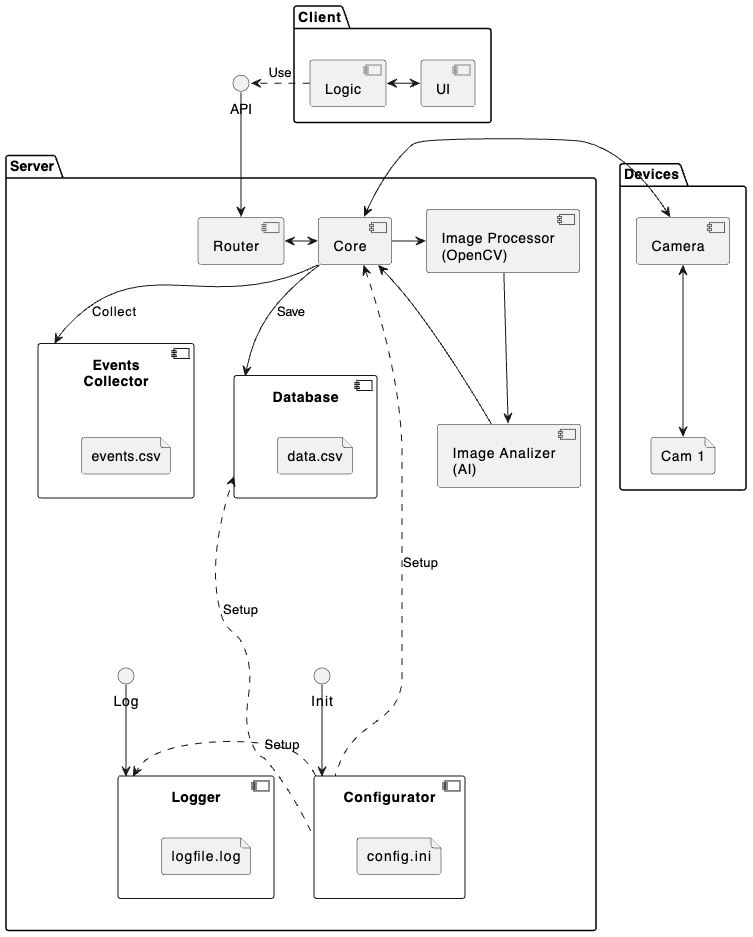 Client
Use
Logic
UI
API
Server
Devices
Router
Core
Image Processor
(OpenCV)
Camera
Collect
Save
Events
Collector
events.csv
Database
data.csv
Image Analizer
(AI)
Cam 1
Setup
Setup
Log
Init
Setup
Logger
logfile.log
Configurator
config.ini